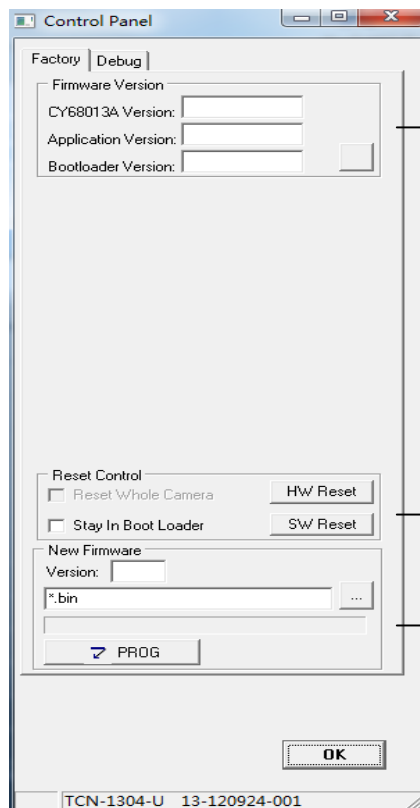 Control Panel
Factory Debug
Firmware Version
CY68013A Version:
Application Version:
Bootloader Version:
Reset Control
Reset Whole Camera HW Reset
Stay In Boot Loader SW Reset
New Firmware
Version:
*.bin ...
PROG
OK
TCN-1304-U 13-120924-001